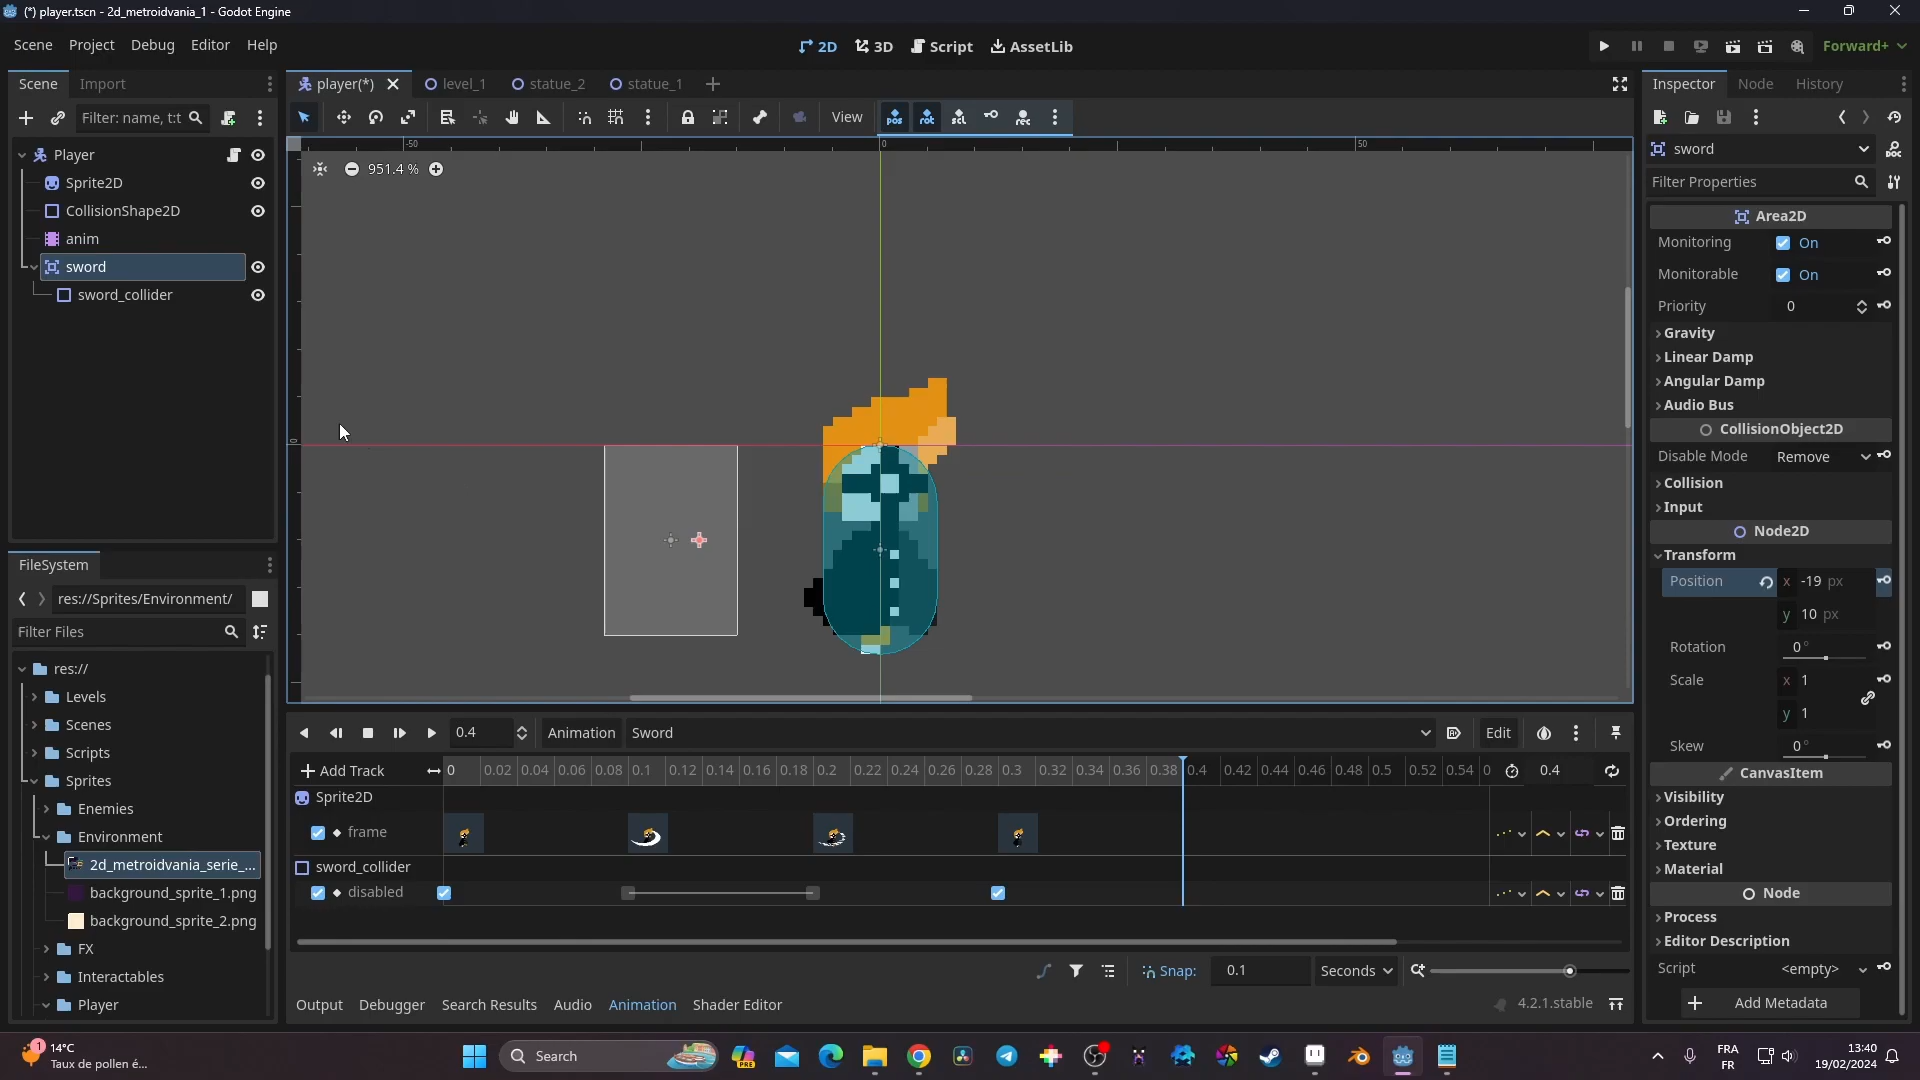 (*) player.tscn - 2d_metroidvania_1 - Godot Engine
Scene Project Debug Editor Help
2D 3D Script AssetLib
Forward+
Scene Import
player(*) level_1 statue_2 statue_1
Inspector Node History
Filter: name, t:t
View
-50 0 50
sword
Player
951.4 %
Filter Properties
Sprite2D
CollisionShape2D
anim
sword
sword_collider
Area2D
Monitoring On
Monitorable On
Priority 0
Gravity
Linear Damp
Angular Damp
Audio Bus
CollisionObject2D
0
Disable Mode Remove
Collision
Input
Node2D
Transform
Position x -19 px
y 10 px
Rotation 0°
Scale x 1
y 1
Skew 0°
CanvasItem
Visibility
Ordering
Texture
Material
Node
Process
Editor Description
Script <empty>
Add Metadata
FileSystem
res://Sprites/Environment/
Filter Files
res://
Levels
Scenes
Scripts
Sprites
Enemies
Environment
2d_metroidvania_serie_...
background_sprite_1.png
background_sprite_2.png
FX
Interactables
Player
0.4 Animation Sword Edit
Add Track 0 0.02 0.04 0.06 0.08 0.1 0.12 0.14 0.16 0.18 0.2 0.22 0.24 0.26 0.28 0.3 0.32 0.34 0.36 0.38 0.4 0.42 0.44 0.46 0.48 0.5 0.52 0.54 0 0.4
Sprite2D
frame
sword_collider
disabled
Snap: 0.1 Seconds
Output Debugger Search Results Audio Animation Shader Editor
4.2.1.stable
1
14°C
Taux de pollen é...
Search
PRE
FRA
FR
13:40
19/02/2024